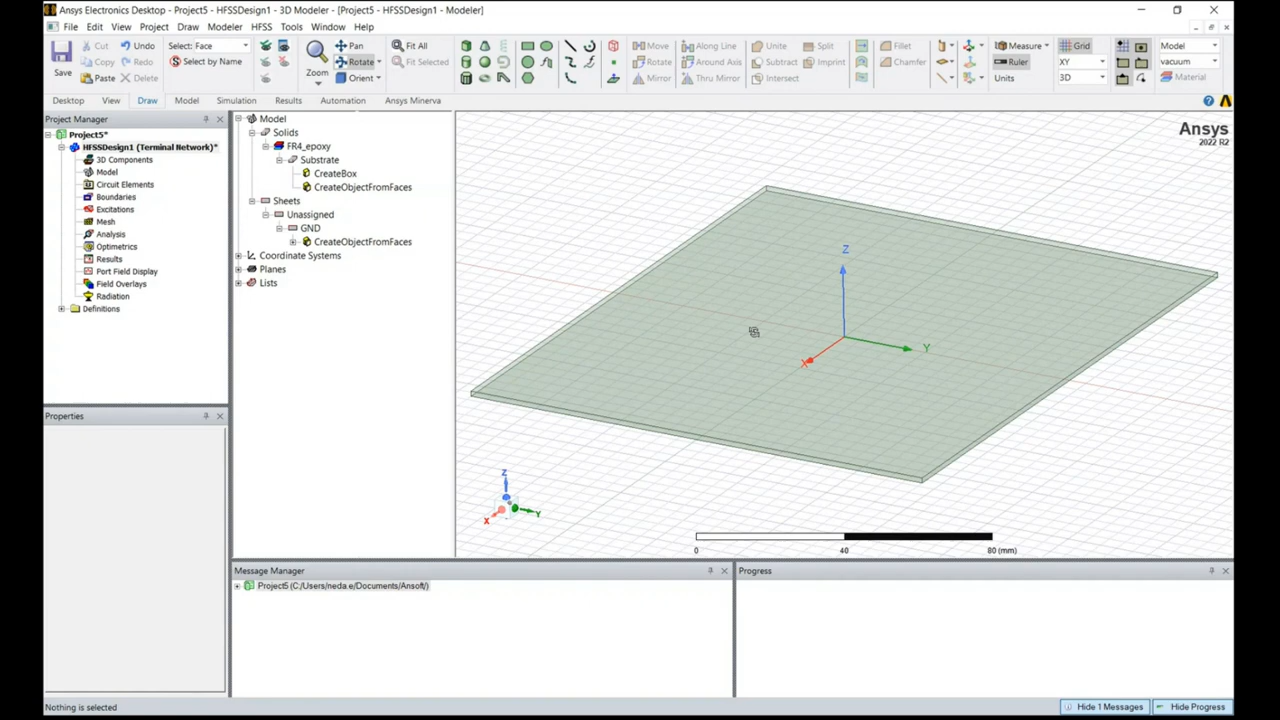 Ansys Electronics Desktop - Project5 - HFSSDesign1 - 3D Modeler - [Project5 - HFSSDesign1 - Modeler]
File Edit View Project Draw Modeler HFSS Tools Window Help
Save
Cut
Copy
Paste
Undo
Redo
Delete
Select: Face
Select by Name
Zoom
Pan
Rotate
Orient
Fit All
Fit Selected
Move
Rotate
Mirror
Along Line
Around Axis
Thru Mirror
Unite
Subtract
Intersect
Split
Imprint
Fillet
Chamfer
Measure
Ruler
Units
Grid
XY
3D
Model
vacuum
Material
Desktop View Draw Model Simulation Results Automation Ansys Minerva
Project Manager
Project5*
HFSSDesign1 (Terminal Network)*
3D Components
Model
Circuit Elements
Boundaries
Excitations
Mesh
Analysis
Optimetrics
Results
Port Field Display
Field Overlays
Radiation
Definitions
Properties
Model
Solids
FR4_epoxy
Substrate
CreateBox
CreateObjectFromFaces
Sheets
Unassigned
GND
CreateObjectFromFaces
Coordinate Systems
Planes
Lists
Ansys
2022 R2
Z
Y
X
Z
Y
X
0 40 80 (mm)
Message Manager
Project5 (C:/Users/neda.e/Documents/Ansoft/)
Progress
Nothing is selected
Hide 1 Messages
Hide Progress